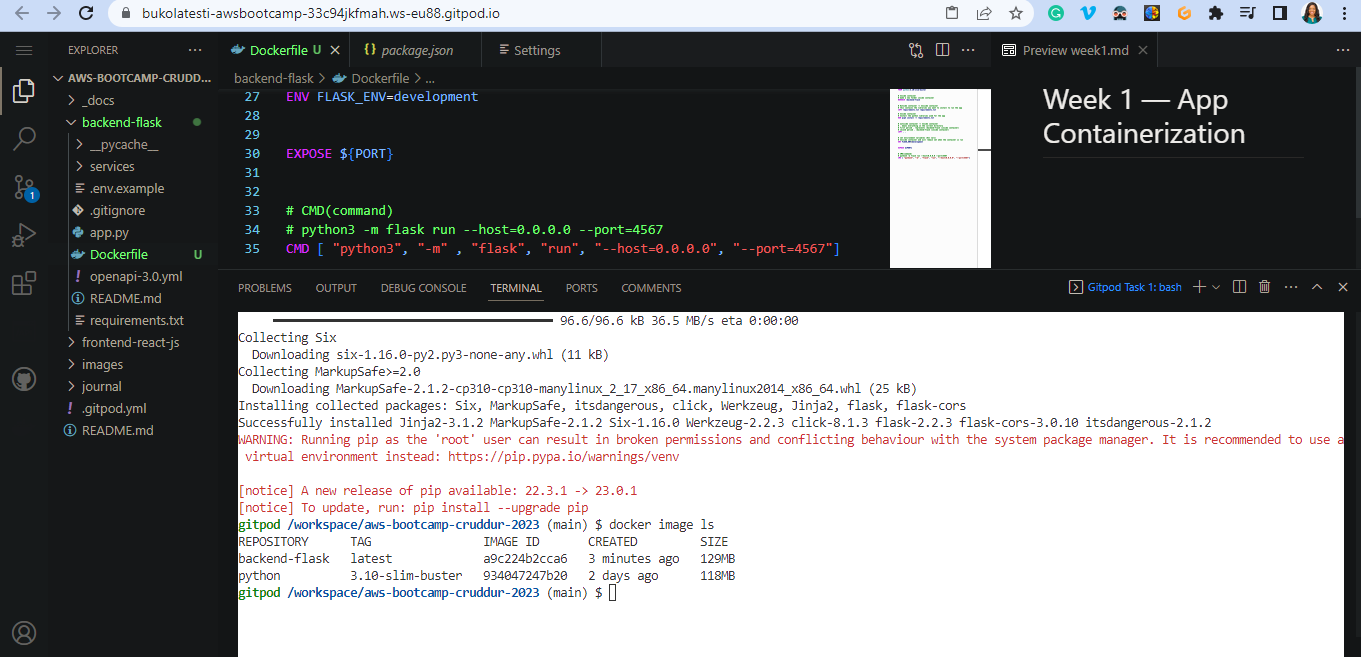 bukolatesti-awsbootcamp-33c94jkfmah.ws-eu88.gitpod.io
EXPLORER
AWS-BOOTCAMP-CRUDD...
_docs
backend-flask
__pycache__
services
.env.example
.gitignore
app.py
Dockerfile U
openapi-3.0.yml
README.md
requirements.txt
frontend-react-js
images
journal
.gitpod.yml
README.md
1
Dockerfile U
package.json
Settings
backend-flask > Dockerfile > ...
27 ENV FLASK_ENV=development
28
29
30 EXPOSE ${PORT}
31
32
33 # CMD(command)
34 # python3 -m flask run --host=0.0.0.0 --port=4567
35 CMD [ "python3", "-m" , "flask", "run", "--host=0.0.0.0", "--port=4567"]
Preview week1.md
Week 1 — App
Containerization
PROBLEMS OUTPUT DEBUG CONSOLE TERMINAL PORTS COMMENTS
Gitpod Task 1: bash
96.6/96.6 kB 36.5 MB/s eta 0:00:00
Collecting Six
Downloading six-1.16.0-py2.py3-none-any.whl (11 kB)
Collecting MarkupSafe>=2.0
Downloading MarkupSafe-2.1.2-cp310-cp310-manylinux_2_17_x86_64.manylinux2014_x86_64.whl (25 kB)
Installing collected packages: Six, MarkupSafe, itsdangerous, click, Werkzeug, Jinja2, flask, flask-cors
Successfully installed Jinja2-3.1.2 MarkupSafe-2.1.2 Six-1.16.0 Werkzeug-2.2.3 click-8.1.3 flask-2.2.3 flask-cors-3.0.10 itsdangerous-2.1.2
WARNING: Running pip as the 'root' user can result in broken permissions and conflicting behaviour with the system package manager. It is recommended to use a
virtual environment instead: https://pip.pypa.io/warnings/venv
[notice] A new release of pip available: 22.3.1 -> 23.0.1
[notice] To update, run: pip install --upgrade pip
gitpod /workspace/aws-bootcamp-cruddur-2023 (main) $ docker image ls
REPOSITORY TAG IMAGE ID CREATED SIZE
backend-flask latest a9c224b2cca6 3 minutes ago 129MB
python 3.10-slim-buster 934047247b20 2 days ago 118MB
gitpod /workspace/aws-bootcamp-cruddur-2023 (main) $